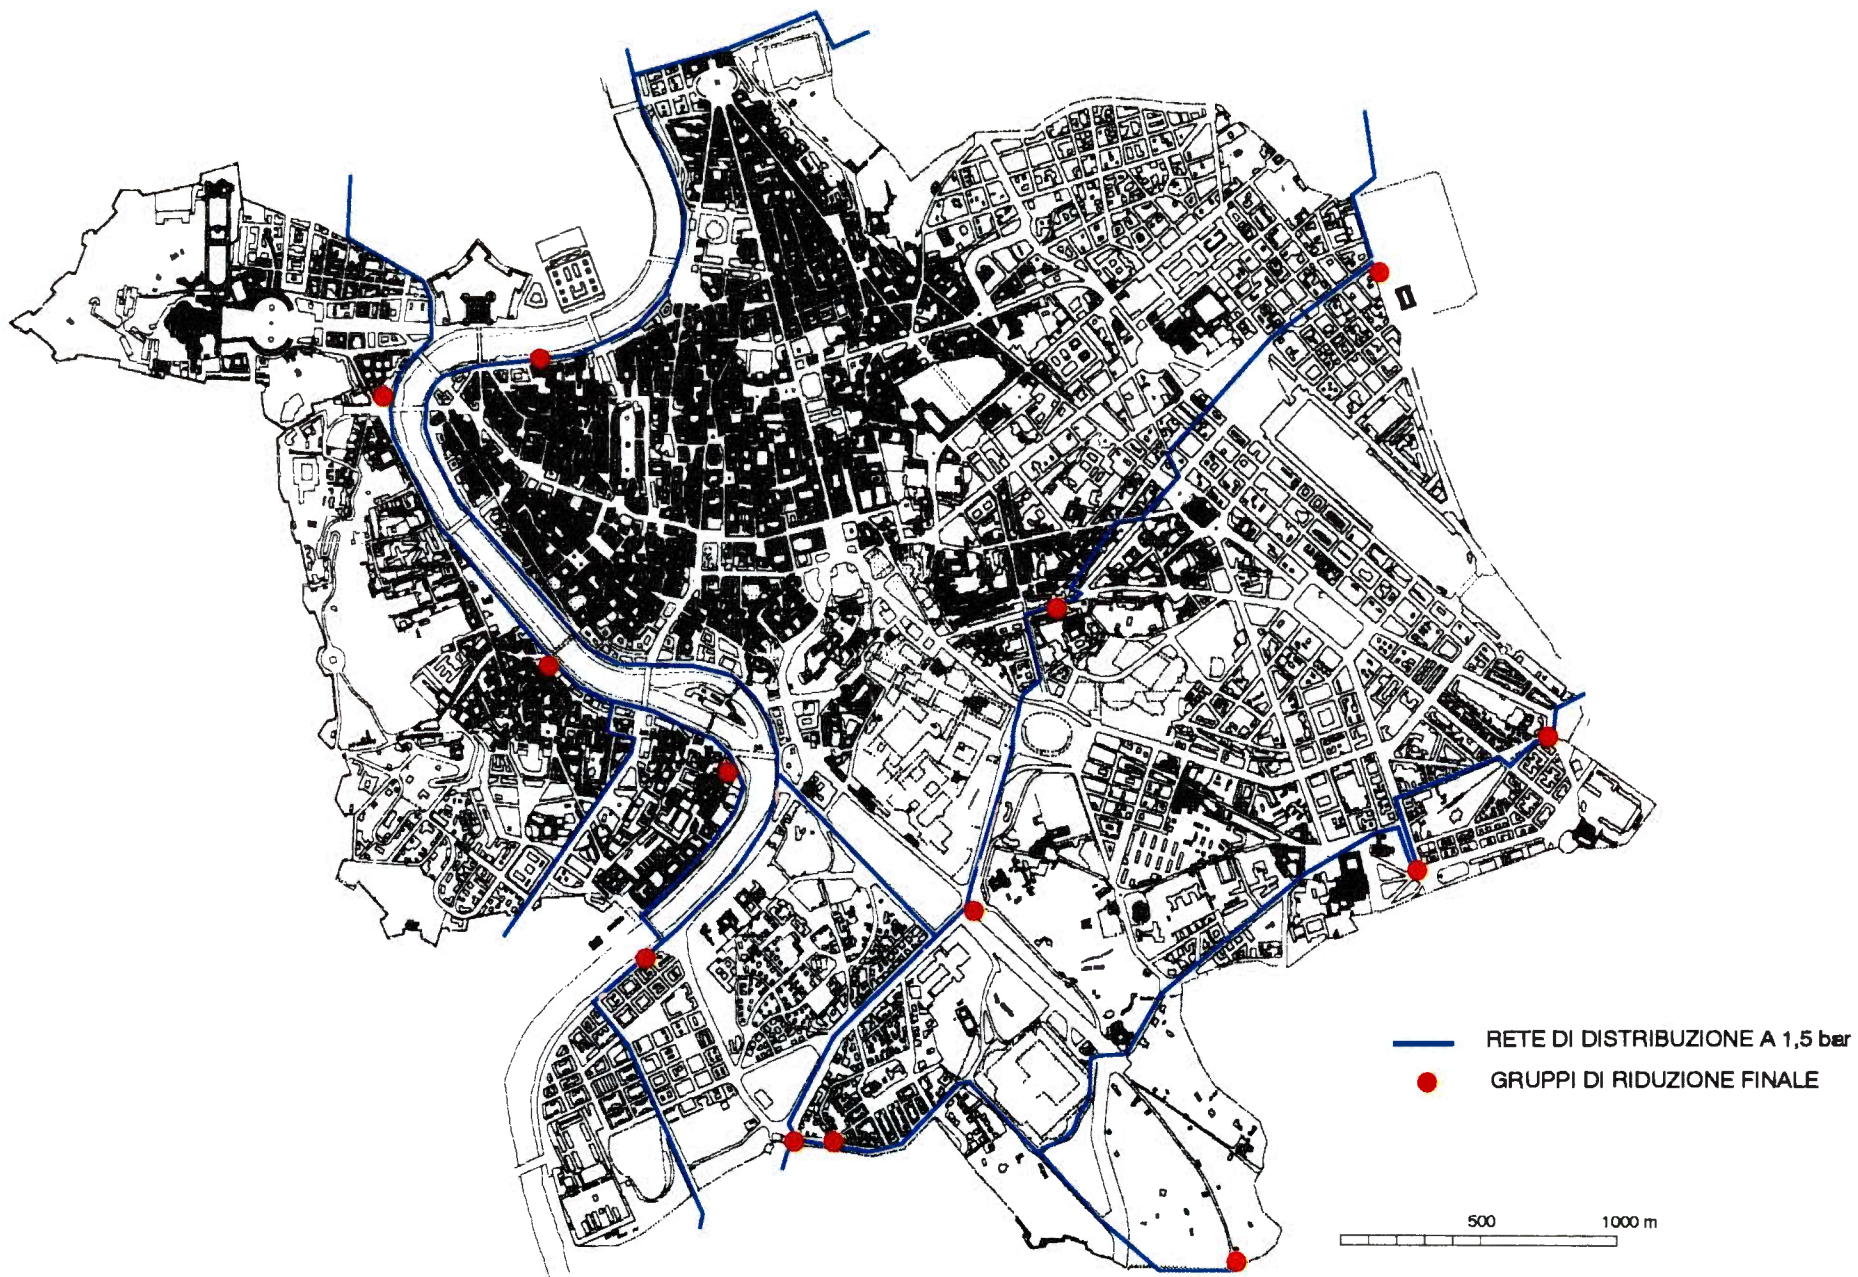 RETE DI DISTRIBUZIONE A 1,5 bar
GRUPPI DI RIDUZIONE FINALE
500 1000 m